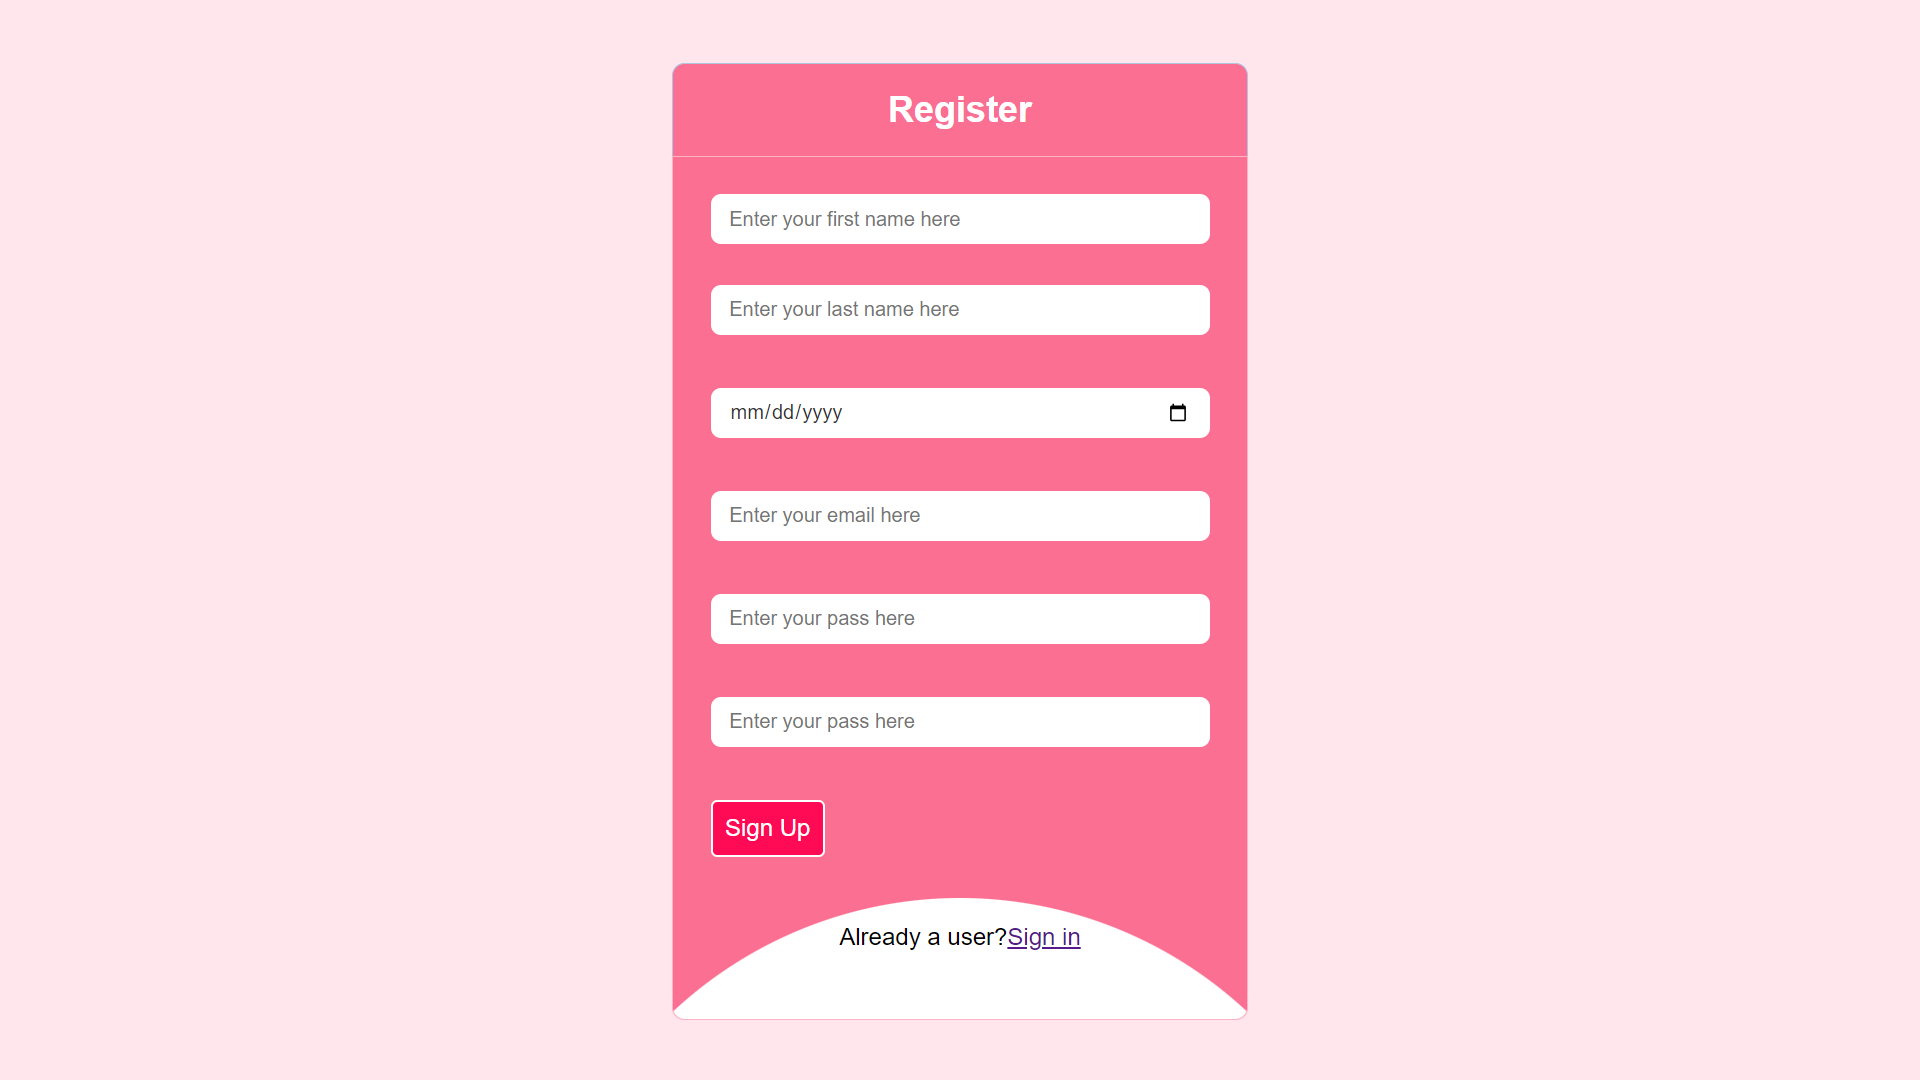 Register
Enter your first name here
Enter your last name here
mm/dd/yyyy
Enter your email here
Enter your pass here
Enter your pass here
Sign Up
Already a user?Sign in